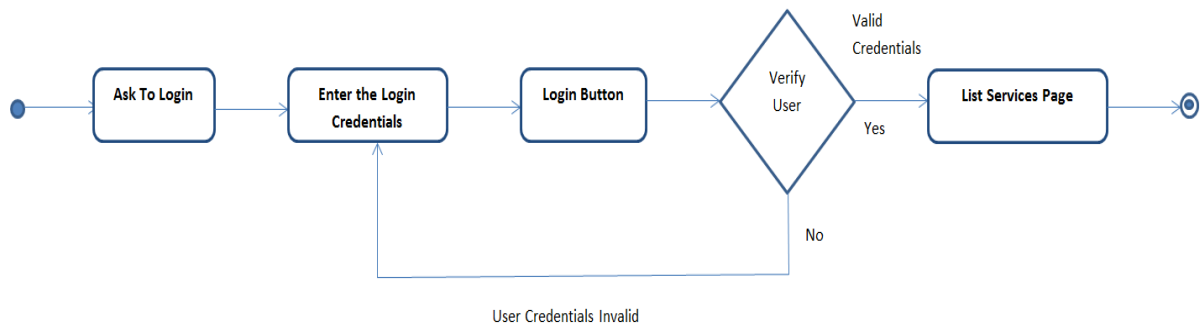 Ask To Login
Enter the Login
Credentials
Login Button
Verify
User
Valid
Credentials
Yes
List Services Page
No
User Credentials Invalid